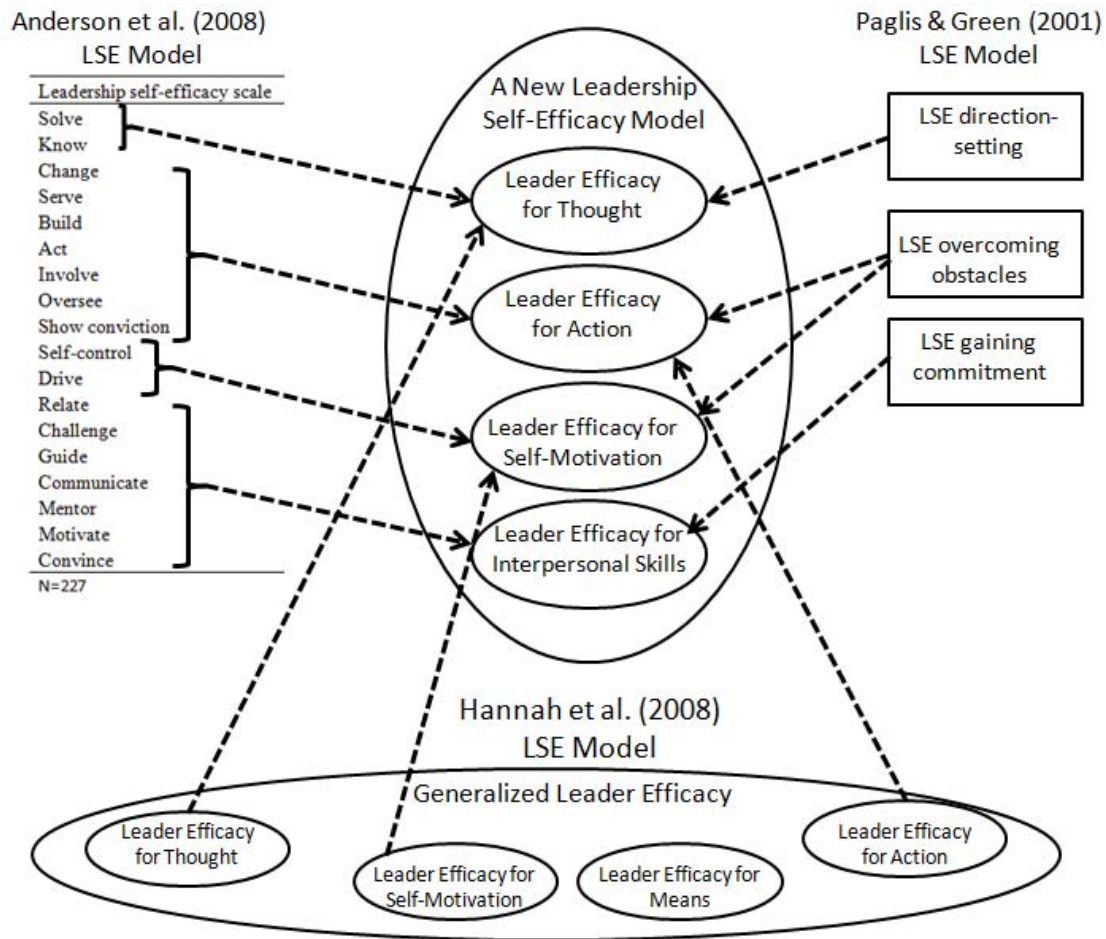 Anderson et al. (2008)
LSE Model
Leadership self-efficacy scale
Solve
Know
Change
Serve
Build
Act
Involve
Oversee
Show conviction
Self-control
Drive
Relate
Challenge
Guide
Communicate
Mentor
Motivate
Convince
N=227
A New Leadership
Self-Efficacy Model
Leader Efficacy
for Thought
Leader Efficacy
for Action
Leader Efficacy for
Self-Motivation
Leader Efficacy for
Interpersonal Skills
Paglis & Green (2001)
LSE Model
LSE direction-
setting
LSE overcoming
obstacles
LSE gaining
commitment
Hannah et al. (2008)
LSE Model
Generalized Leader Efficacy
Leader Efficacy
for Thought
Leader Efficacy for
Self-Motivation
Leader Efficacy for
Means
Leader Efficacy
for Action